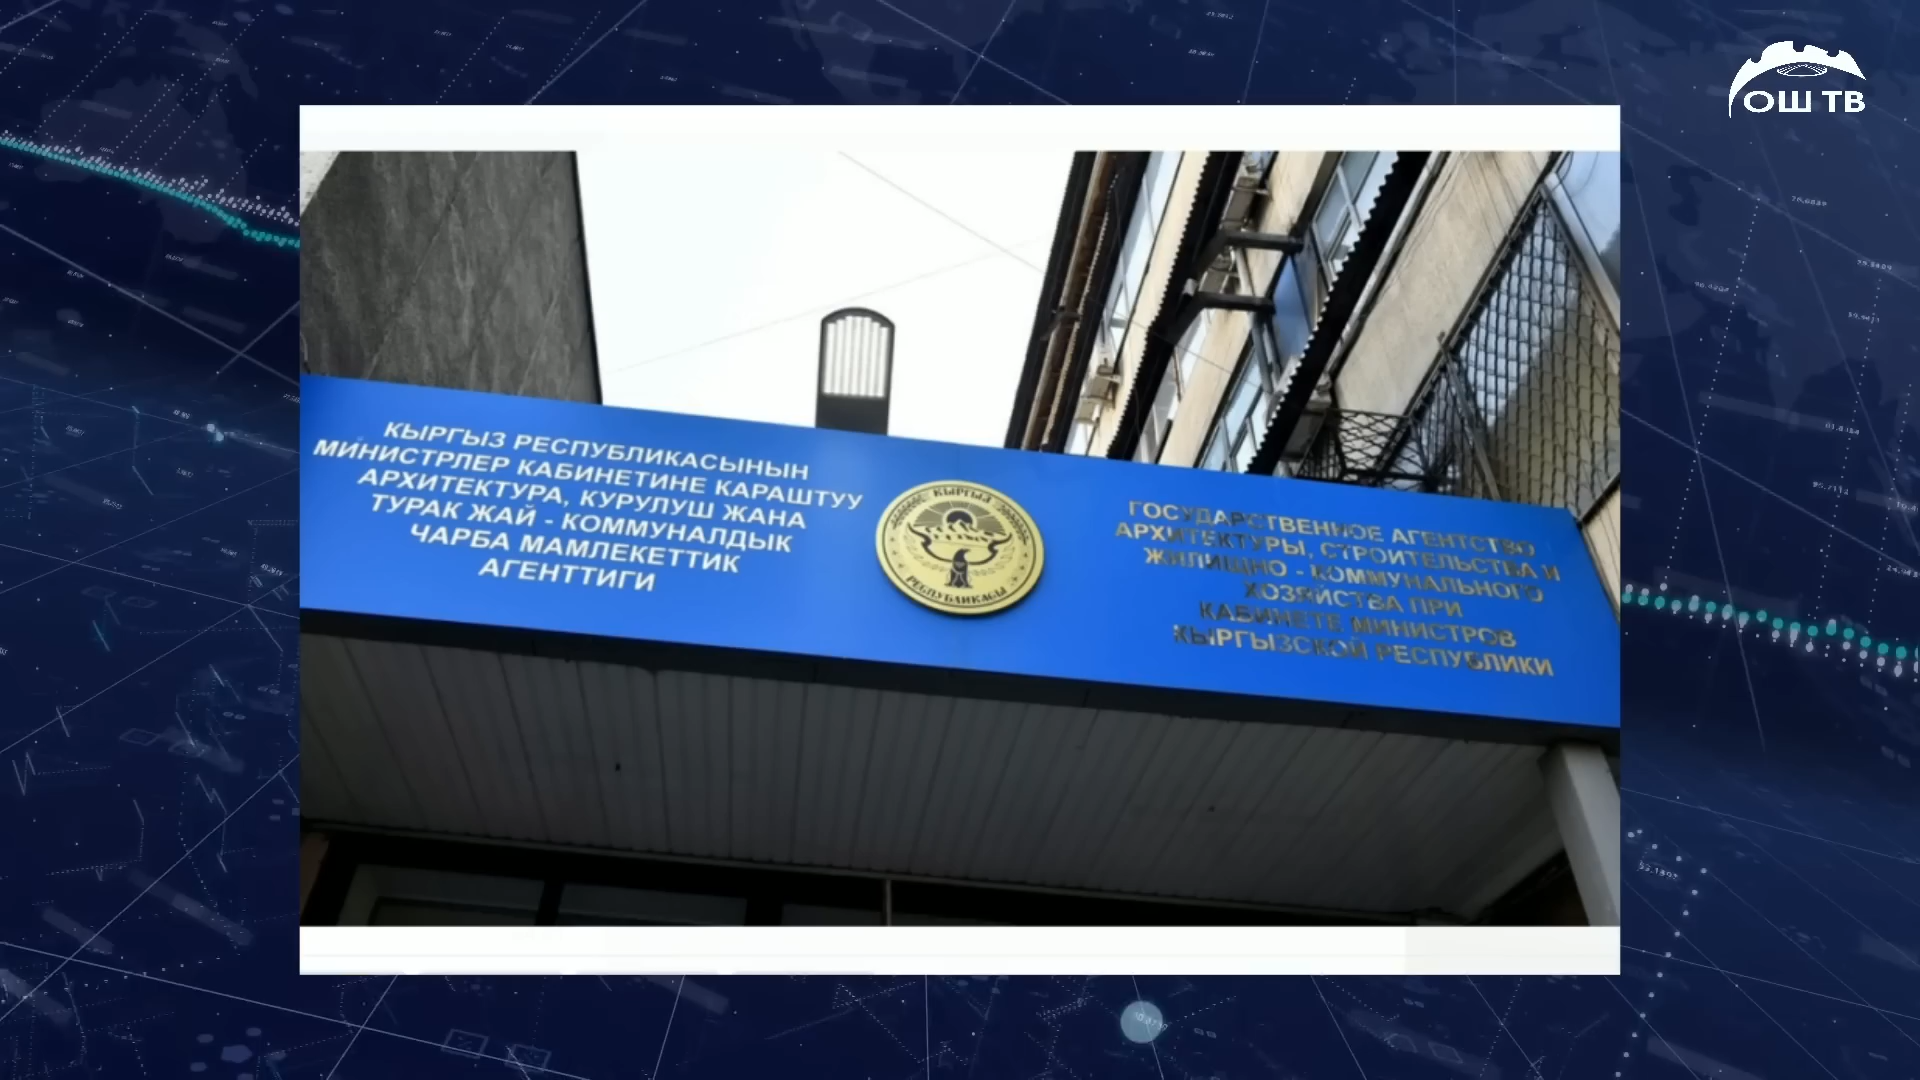 ОШ ТВ
КЫРГЫЗ РЕСПУБЛИКАСЫНЫН
МИНИСТРЛЕР КАБИНЕТИНЕ КАРАШТУУ
АРХИТЕКТУРА, КУРУЛУШ ЖАНА
ТУРАК ЖАЙ - КОММУНАЛДЫК
ЧАРБА МАМЛЕКЕТТИК
АГЕНТТИГИ
КЫРГЫЗ
РЕСПУБЛИКАСЫ
ГОСУДАРСТВЕННОЕ АГЕНТСТВО
АРХИТЕКТУРЫ, СТРОИТЕЛЬСТВА И
ЖИЛИЩНО - КОММУНАЛЬНОГО
ХОЗЯЙСТВА ПРИ
КАБИНЕТЕ МИНИСТРОВ
КЫРГЫЗСКОЙ РЕСПУБЛИКИ